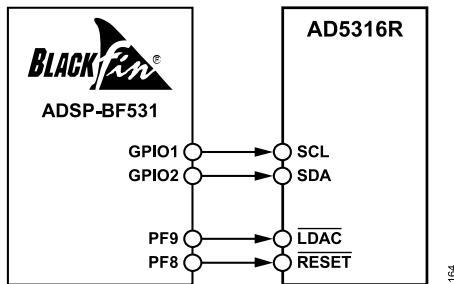 AD5316R
BLACKfin®
ADSP-BF531
GPIO1 SCL
GPIO2 SDA
PF9 LDAC
PF8 RESET
164